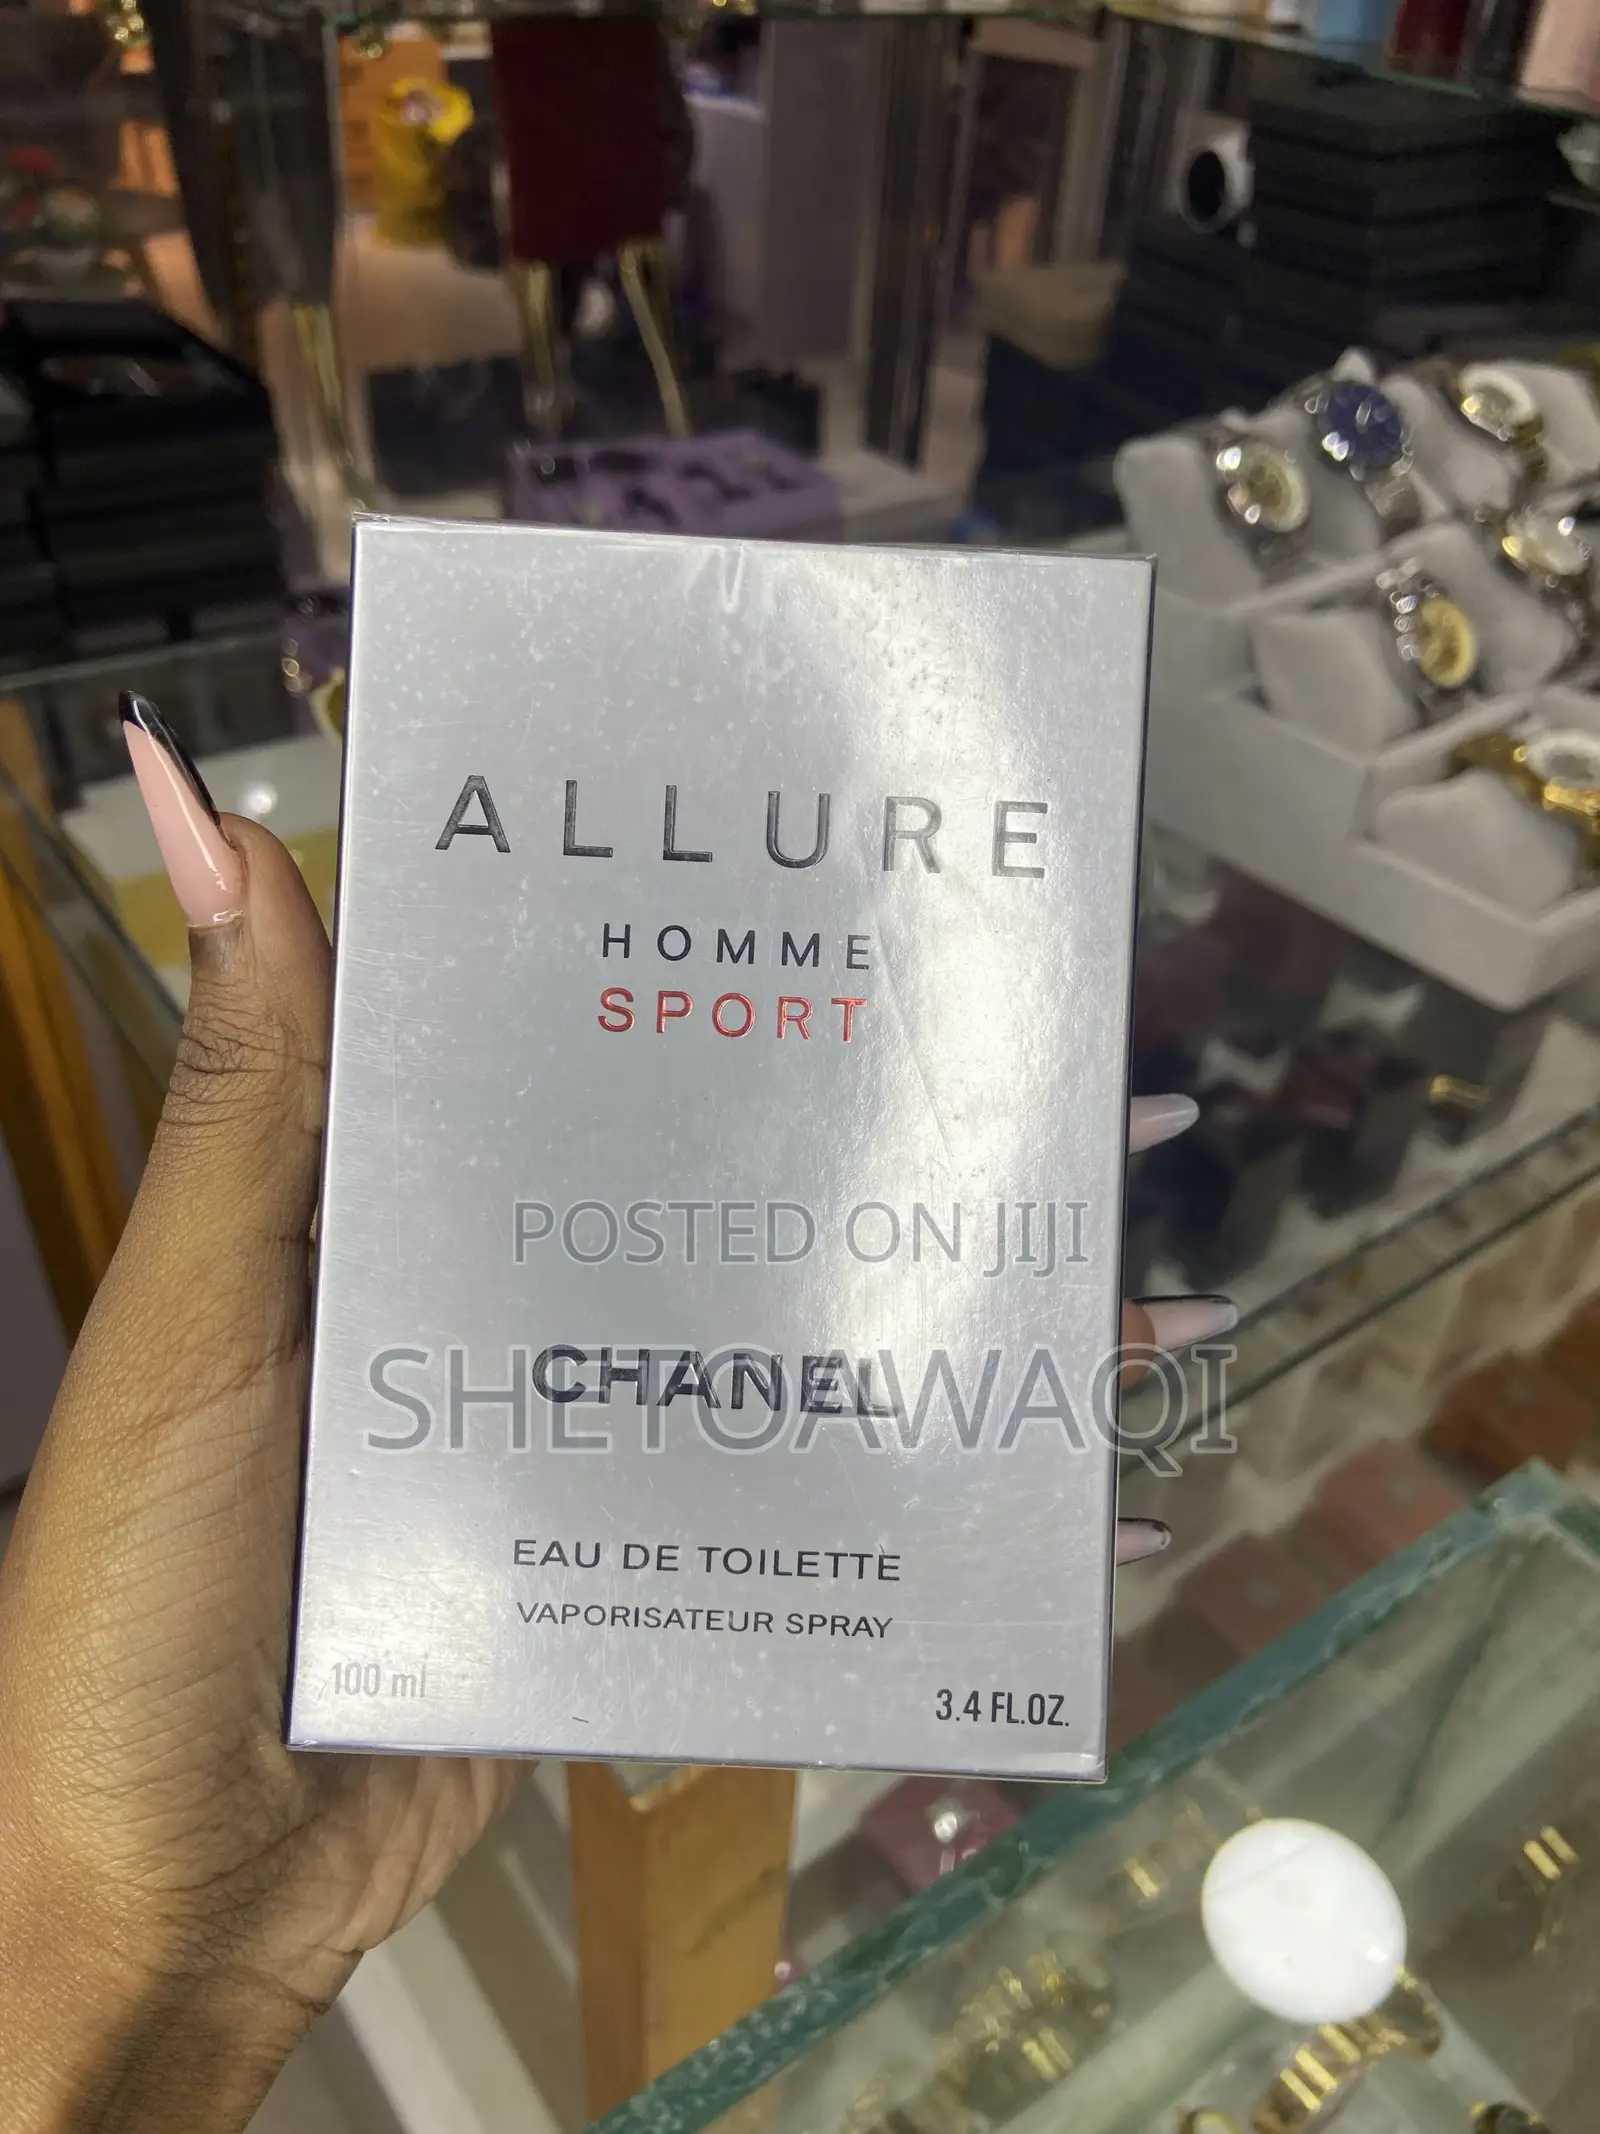 ALLURE
HOMME
SPORT
POSTED ON JIJI
CHANEL
SHETOAWAQI
EAU DE TOILETTE
VAPORISATEUR SPRAY
100 ml
3.4 FL.OZ.